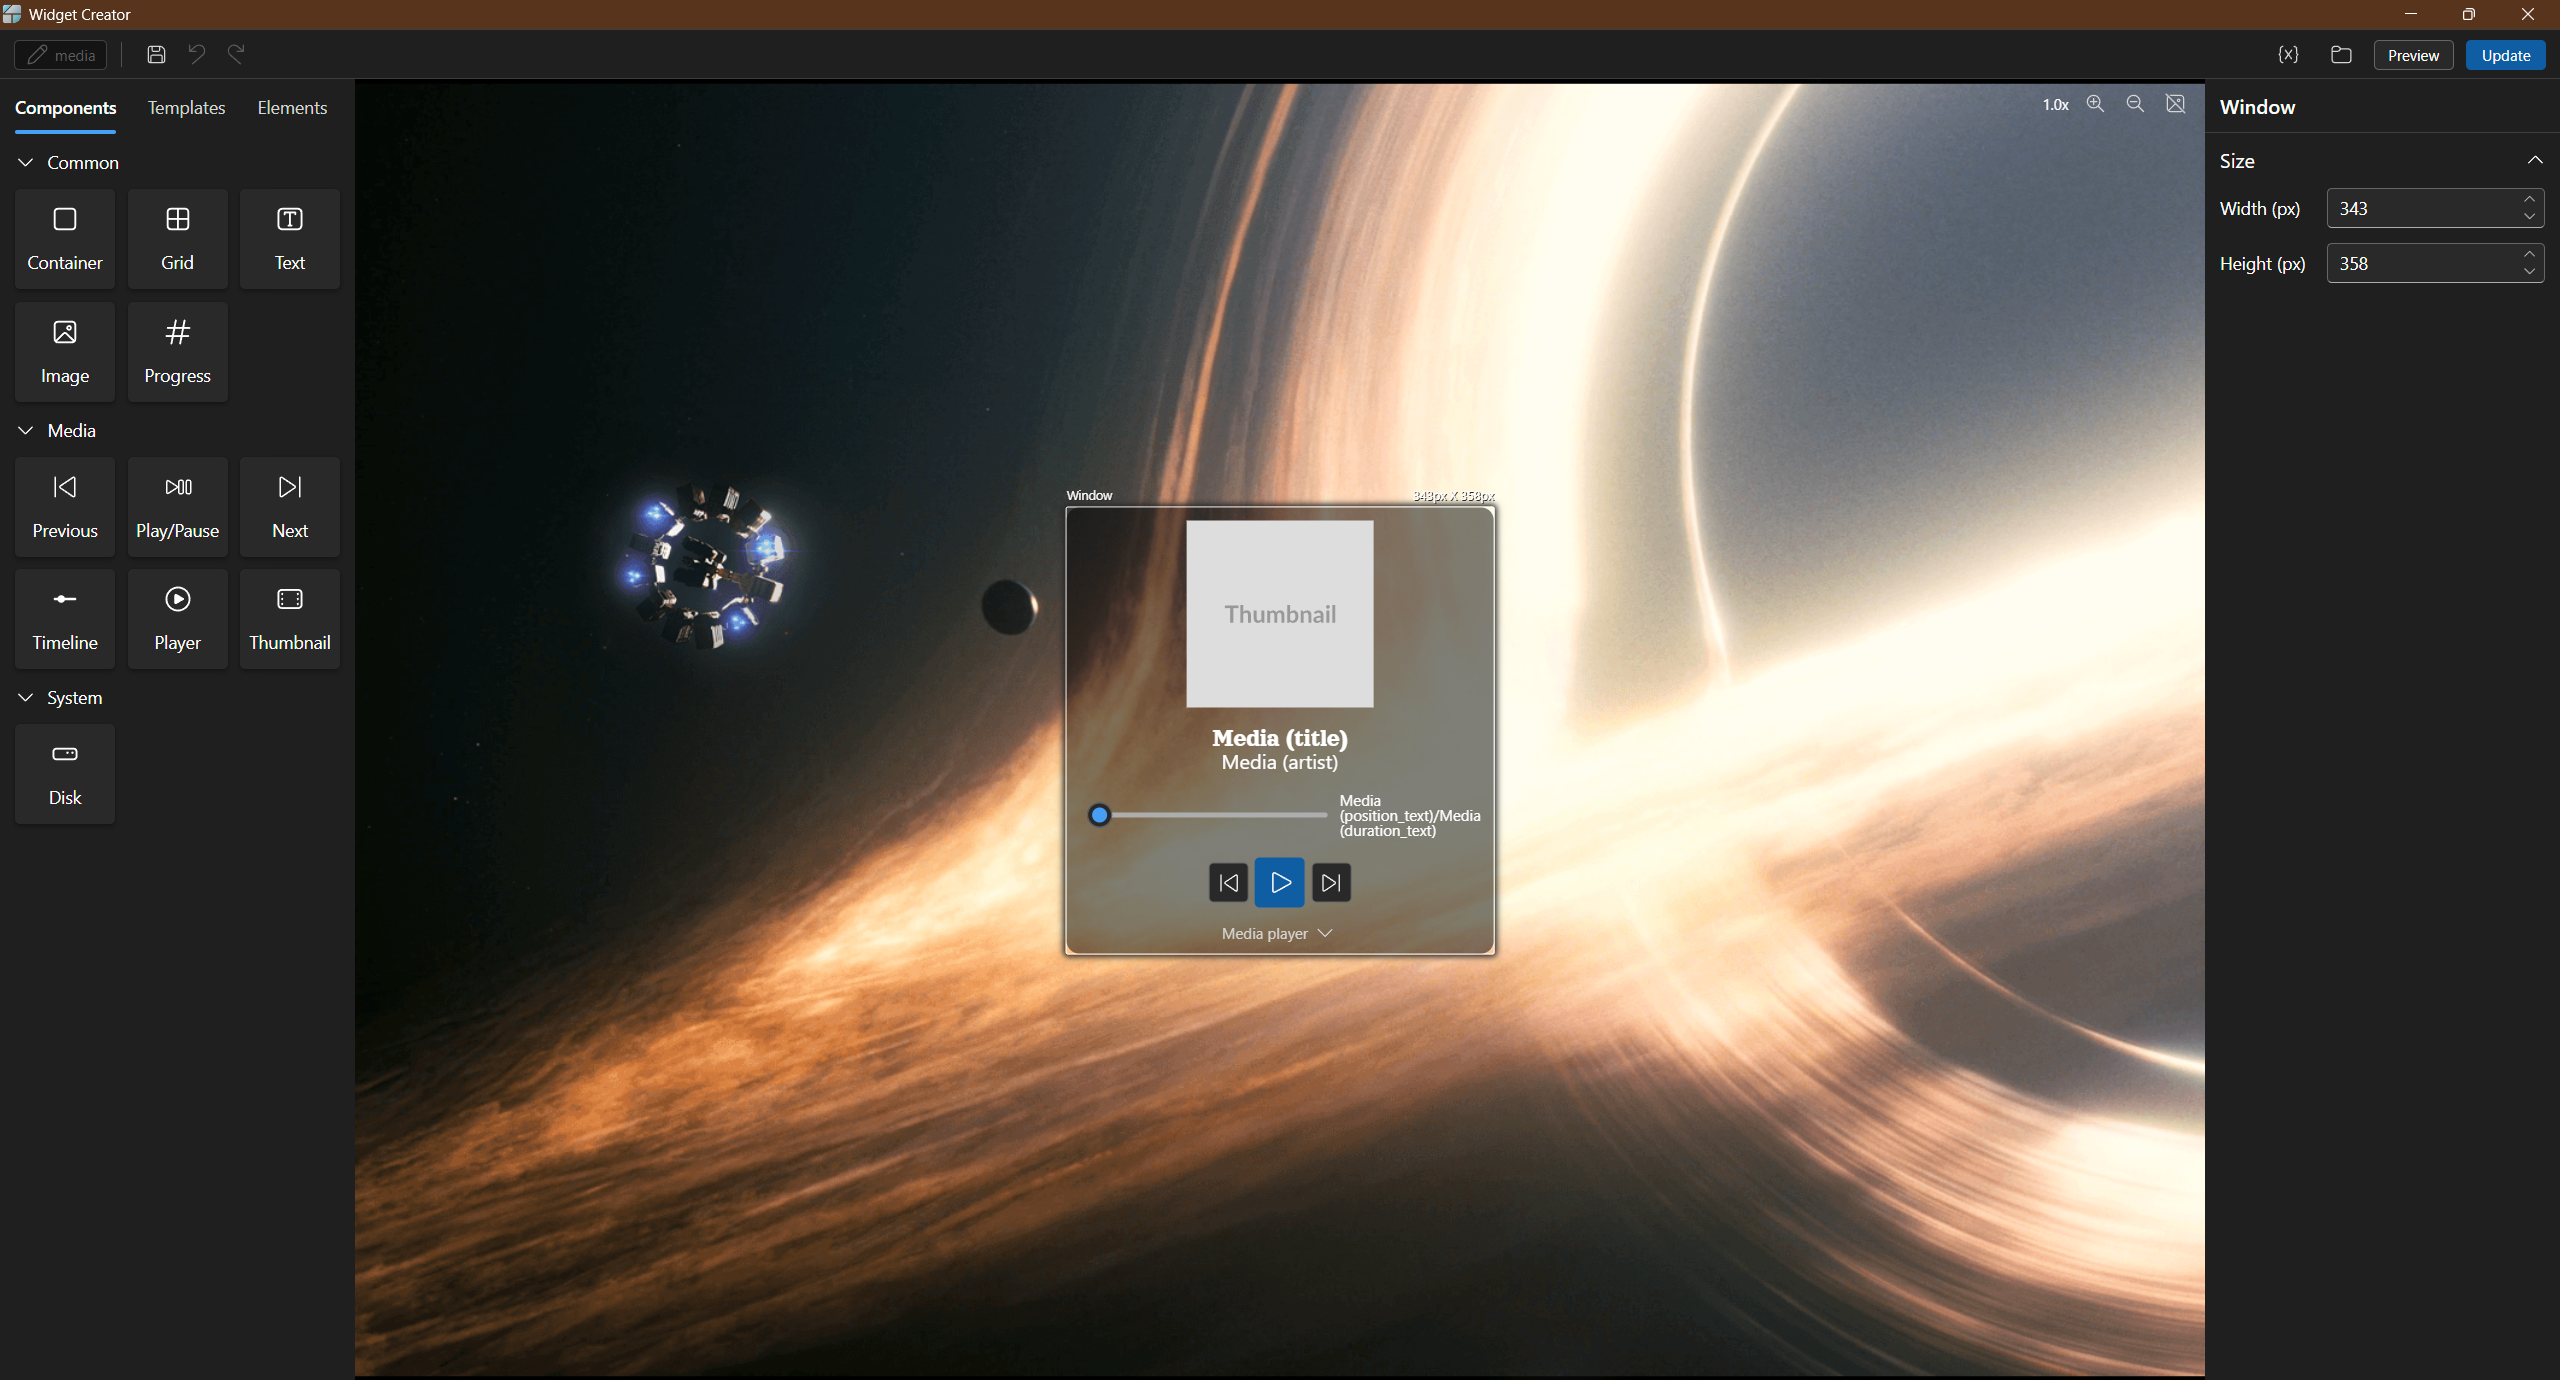 Widget Creator
media
Preview
Update
Components
Templates
Elements
Common
Container
Grid
Text
Image
Progress
Media
Previous
Play/Pause
Next
Timeline
Player
Thumbnail
System
Disk
1.0x
Window
343px X 358px
Thumbnail
Media (title)
Media (artist)
Media
(position_text)/Media
(duration_text)
Media player
Window
Size
Width (px)
343
Height (px)
358